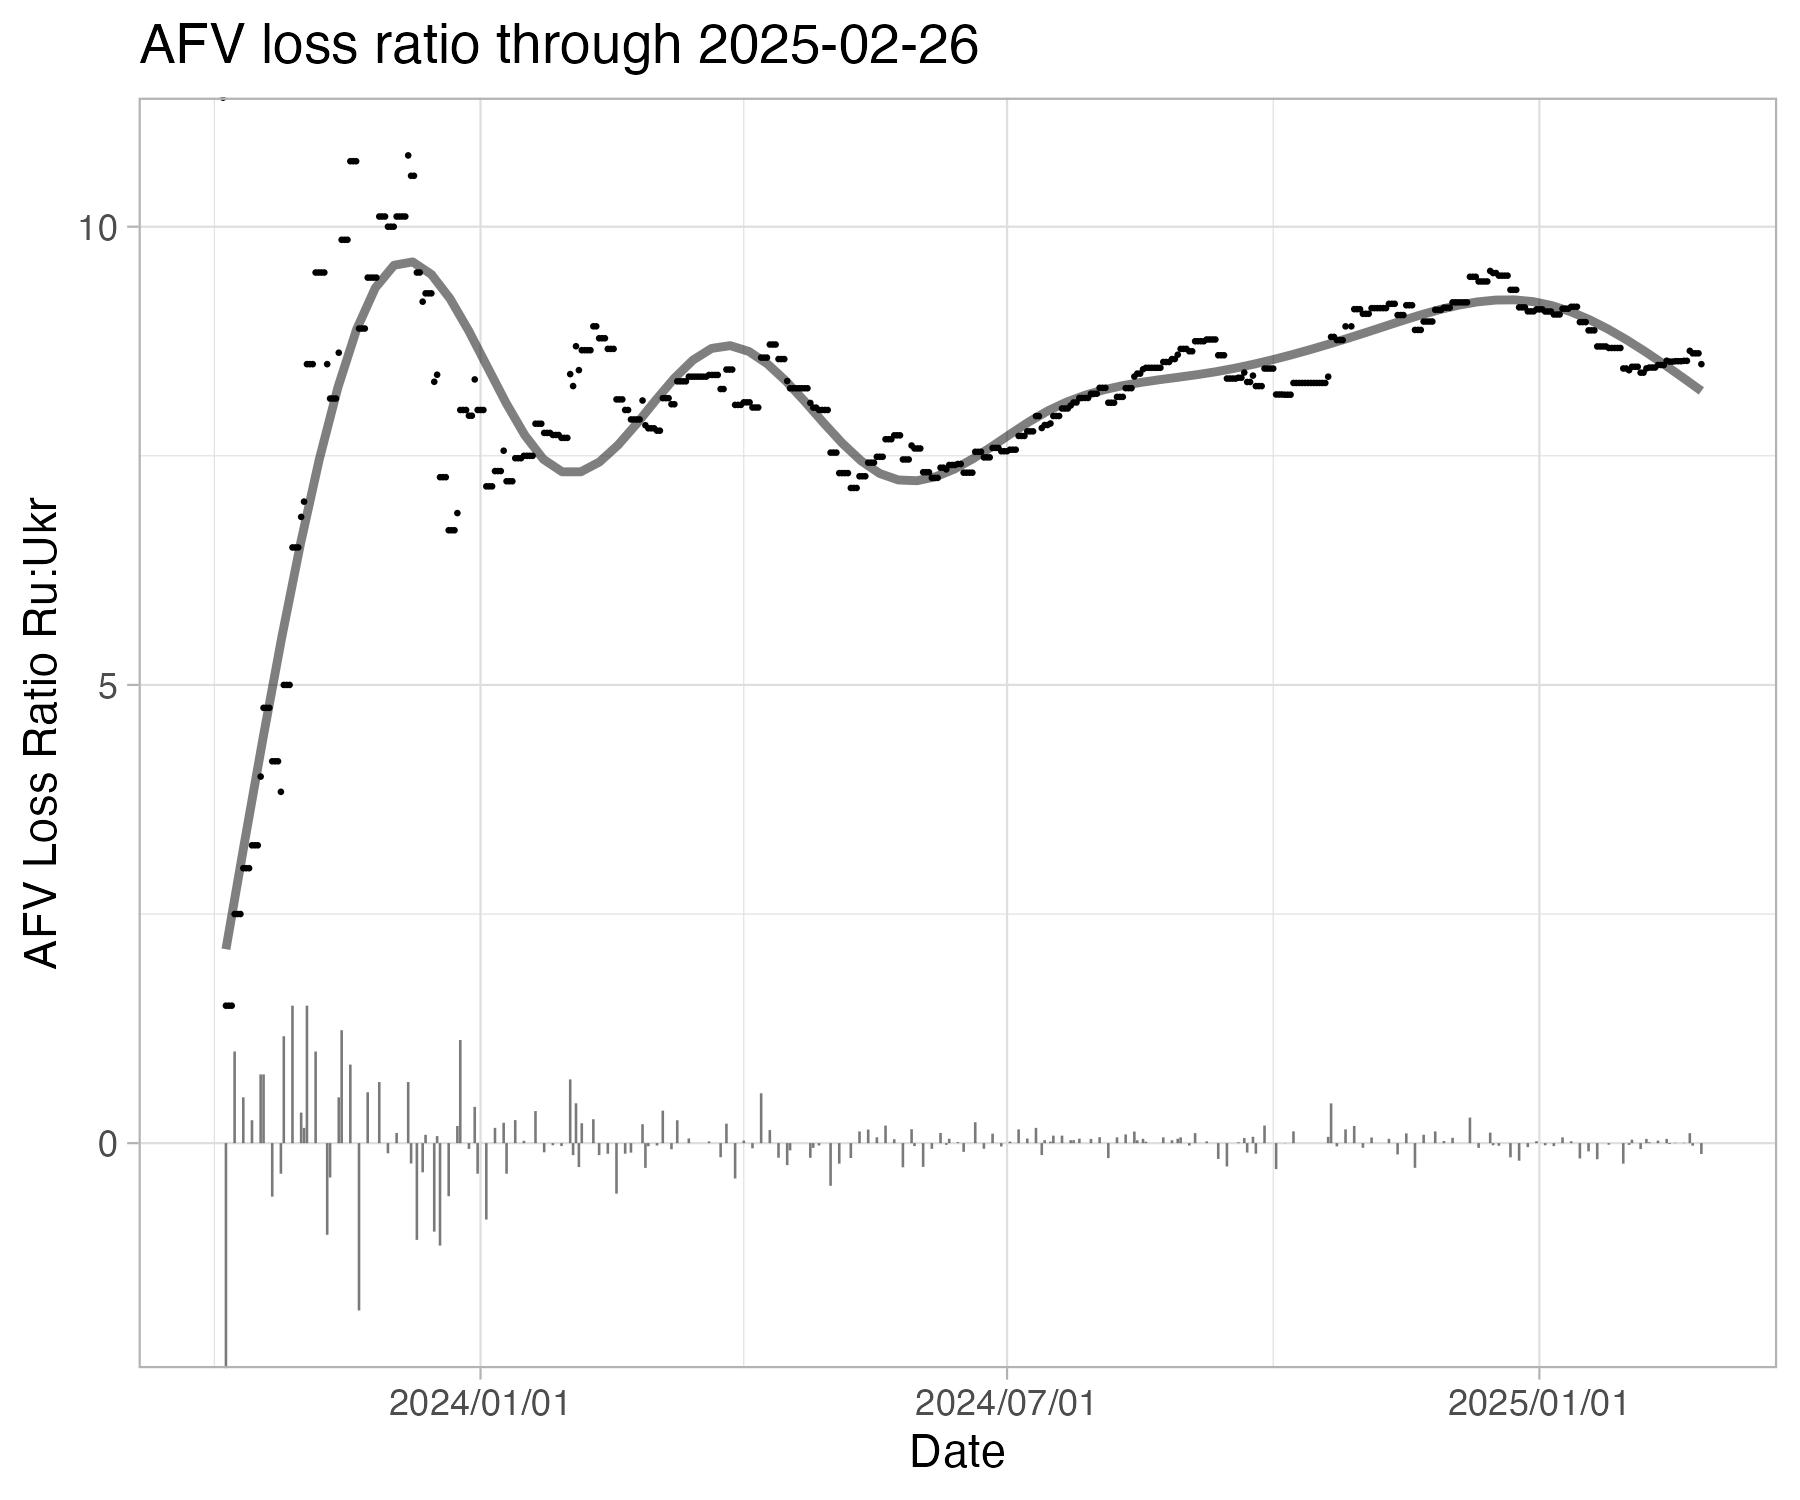 AFV loss ratio through 2025-02-26
AFV Loss Ratio Ru:Ukr
10
5
0
2024/01/01
2024/07/01
2025/01/01
Date